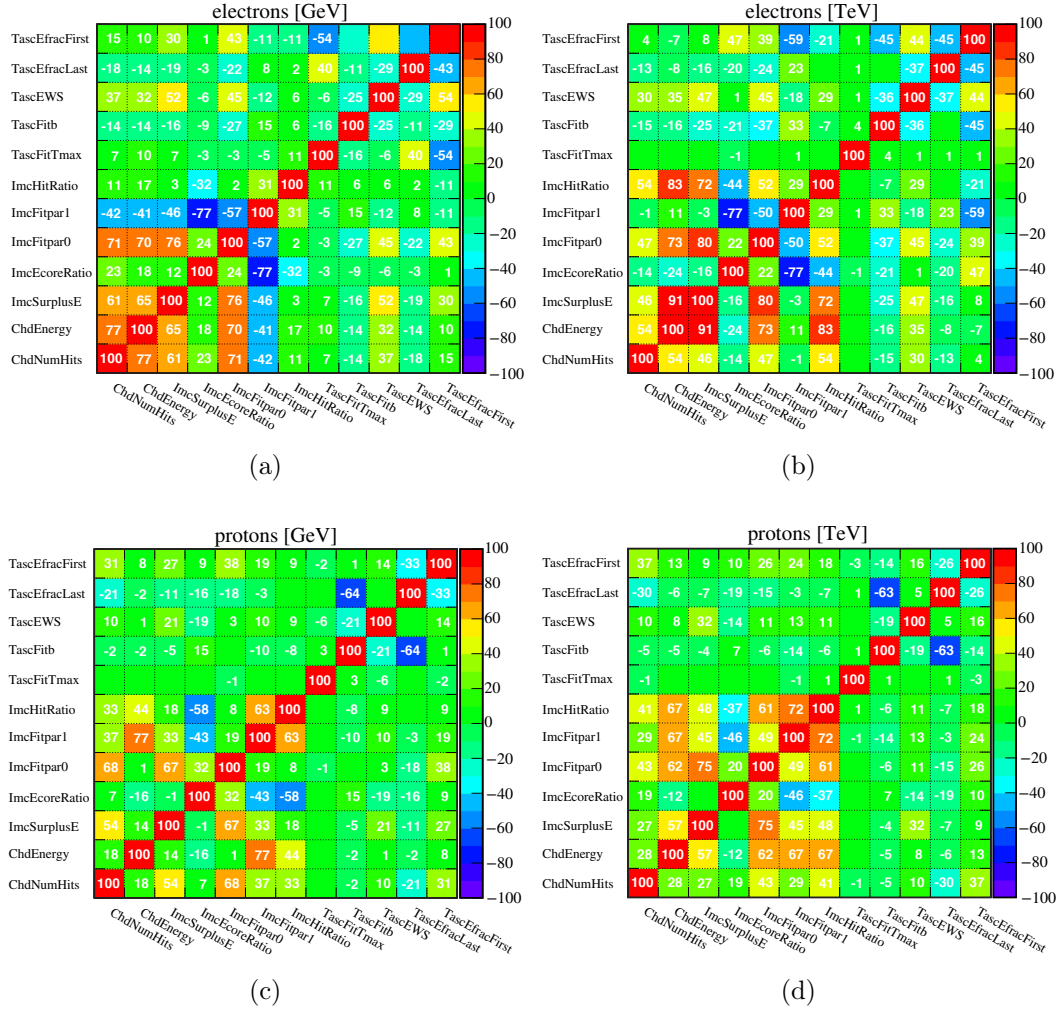 electrons [GeV]
TascEfracFirst 15 10 30 1 43 -11 -11 -54
TascEfracLast -18 -14 -19 -3 -22 8 2 40 -11 -29 100 -43
TascEWS 37 32 52 -6 45 -12 6 -6 -25 100 -29 54
TascFitb -14 -14 -16 -9 -27 15 6 -16 100 -25 -11 -29
TascFitTmax 7 10 7 -3 -3 -5 11 100 -16 -6 40 -54
ImcHitRatio 11 17 3 -32 2 31 100 11 6 6 2 -11
ImcFitpar1 -42 -41 -46 -77 -57 100 31 -5 15 -12 8 -11
ImcFitpar0 71 70 76 24 100 -57 2 -3 -27 45 -22 43
ImcEcoreRatio 23 18 12 100 24 -77 -32 -3 -9 -6 -3 1
ImcSurplusE 61 65 100 12 76 -46 3 7 -16 52 -19 30
ChdEnergy 77 100 65 18 70 -41 17 10 -14 32 -14 10
ChdNumHits 100 77 61 23 71 -42 11 7 -14 37 -18 15
ChdNumHits ChdEnergy ImcSurplusE ImcEcoreRatio ImcFitpar0 ImcFitpar1 ImcHitRatio TascFitTmax TascFitb TascEWS TascEfracLast TascEfracFirst
100
80
60
40
20
0
−20
−40
−60
−80
−100
(a)
electrons [TeV]
TascEfracFirst 4 -7 8 47 39 -59 -21 1 -45 44 -45 100
TascEfracLast -13 -8 -16 -20 -24 23 1 -37 100 -45
TascEWS 30 35 47 1 45 -18 29 1 -36 100 -37 44
TascFitb -15 -16 -25 -21 -37 33 -7 4 100 -36 -45
TascFitTmax -1 1 100 4 1 1 1
ImcHitRatio 54 83 72 -44 52 29 100 -7 29 -21
ImcFitpar1 -1 11 -3 -77 -50 100 29 1 33 -18 23 -59
ImcFitpar0 47 73 80 22 100 -50 52 -37 45 -24 39
ImcEcoreRatio -14 -24 -16 100 22 -77 -44 -1 -21 1 -20 47
ImcSurplusE 46 91 100 -16 80 -3 72 -25 47 -16 8
ChdEnergy 54 100 91 -24 73 11 83 -16 35 -8 -7
ChdNumHits 100 54 46 -14 47 -1 54 -15 30 -13 4
ChdNumHits ChdEnergy ImcSurplusE ImcEcoreRatio ImcFitpar0 ImcFitpar1 ImcHitRatio TascFitTmax TascFitb TascEWS TascEfracLast TascEfracFirst
100
80
60
40
20
0
−20
−40
−60
−80
−100
(b)
protons [GeV]
TascEfracFirst 31 8 27 9 38 19 9 -2 1 14 -33 100
TascEfracLast -21 -2 -11 -16 -18 -3 -64 100 -33
TascEWS 10 1 21 -19 3 10 9 -6 -21 100 14
TascFitb -2 -2 -5 15 -10 -8 3 100 -21 -64 1
TascFitTmax -1 100 3 -6 -2
ImcHitRatio 33 44 18 -58 8 63 100 -8 9 9
ImcFitpar1 37 77 33 -43 19 100 63 -10 10 -3 19
ImcFitpar0 68 1 67 32 100 19 8 -1 3 -18 38
ImcEcoreRatio 7 -16 -1 100 32 -43 -58 15 -19 -16 9
ImcSurplusE 54 14 100 -1 67 33 18 -5 21 -11 27
ChdEnergy 18 100 14 -16 1 77 44 -2 1 -2 8
ChdNumHits 100 18 54 7 68 37 33 -2 10 -21 31
ChdNumHits ChdEnergy ImcSurplusE ImcEcoreRatio ImcFitpar0 ImcFitpar1 ImcHitRatio TascFitTmax TascFitb TascEWS TascEfracLast TascEfracFirst
100
80
60
40
20
0
−20
−40
−60
−80
−100
(c)
protons [TeV]
TascEfracFirst 37 13 9 10 26 24 18 -3 -14 16 -26 100
TascEfracLast -30 -6 -7 -19 -15 -3 -7 1 -63 5 100 -26
TascEWS 10 8 32 -14 11 13 11 -19 100 5 16
TascFitb -5 -5 -4 7 -6 -14 -6 1 100 -19 -63 -14
TascFitTmax -1 -1 1 100 1 1 -3
ImcHitRatio 41 67 48 -37 61 72 100 1 -6 11 -7 18
ImcFitpar1 29 67 45 -46 49 100 72 -1 -14 13 -3 24
ImcFitpar0 43 62 75 20 100 49 61 -6 11 -15 26
ImcEcoreRatio 19 -12 100 20 -46 -37 7 -14 -19 10
ImcSurplusE 27 57 100 75 45 48 -4 32 -7 9
ChdEnergy 28 100 57 -12 62 67 67 -5 8 -6 13
ChdNumHits 100 28 27 19 43 29 41 -1 -5 10 -30 37
ChdNumHits ChdEnergy ImcSurplusE ImcEcoreRatio ImcFitpar0 ImcFitpar1 ImcHitRatio TascFitTmax TascFitb TascEWS TascEfracLast TascEfracFirst
100
80
60
40
20
0
−20
−40
−60
−80
−100
(d)